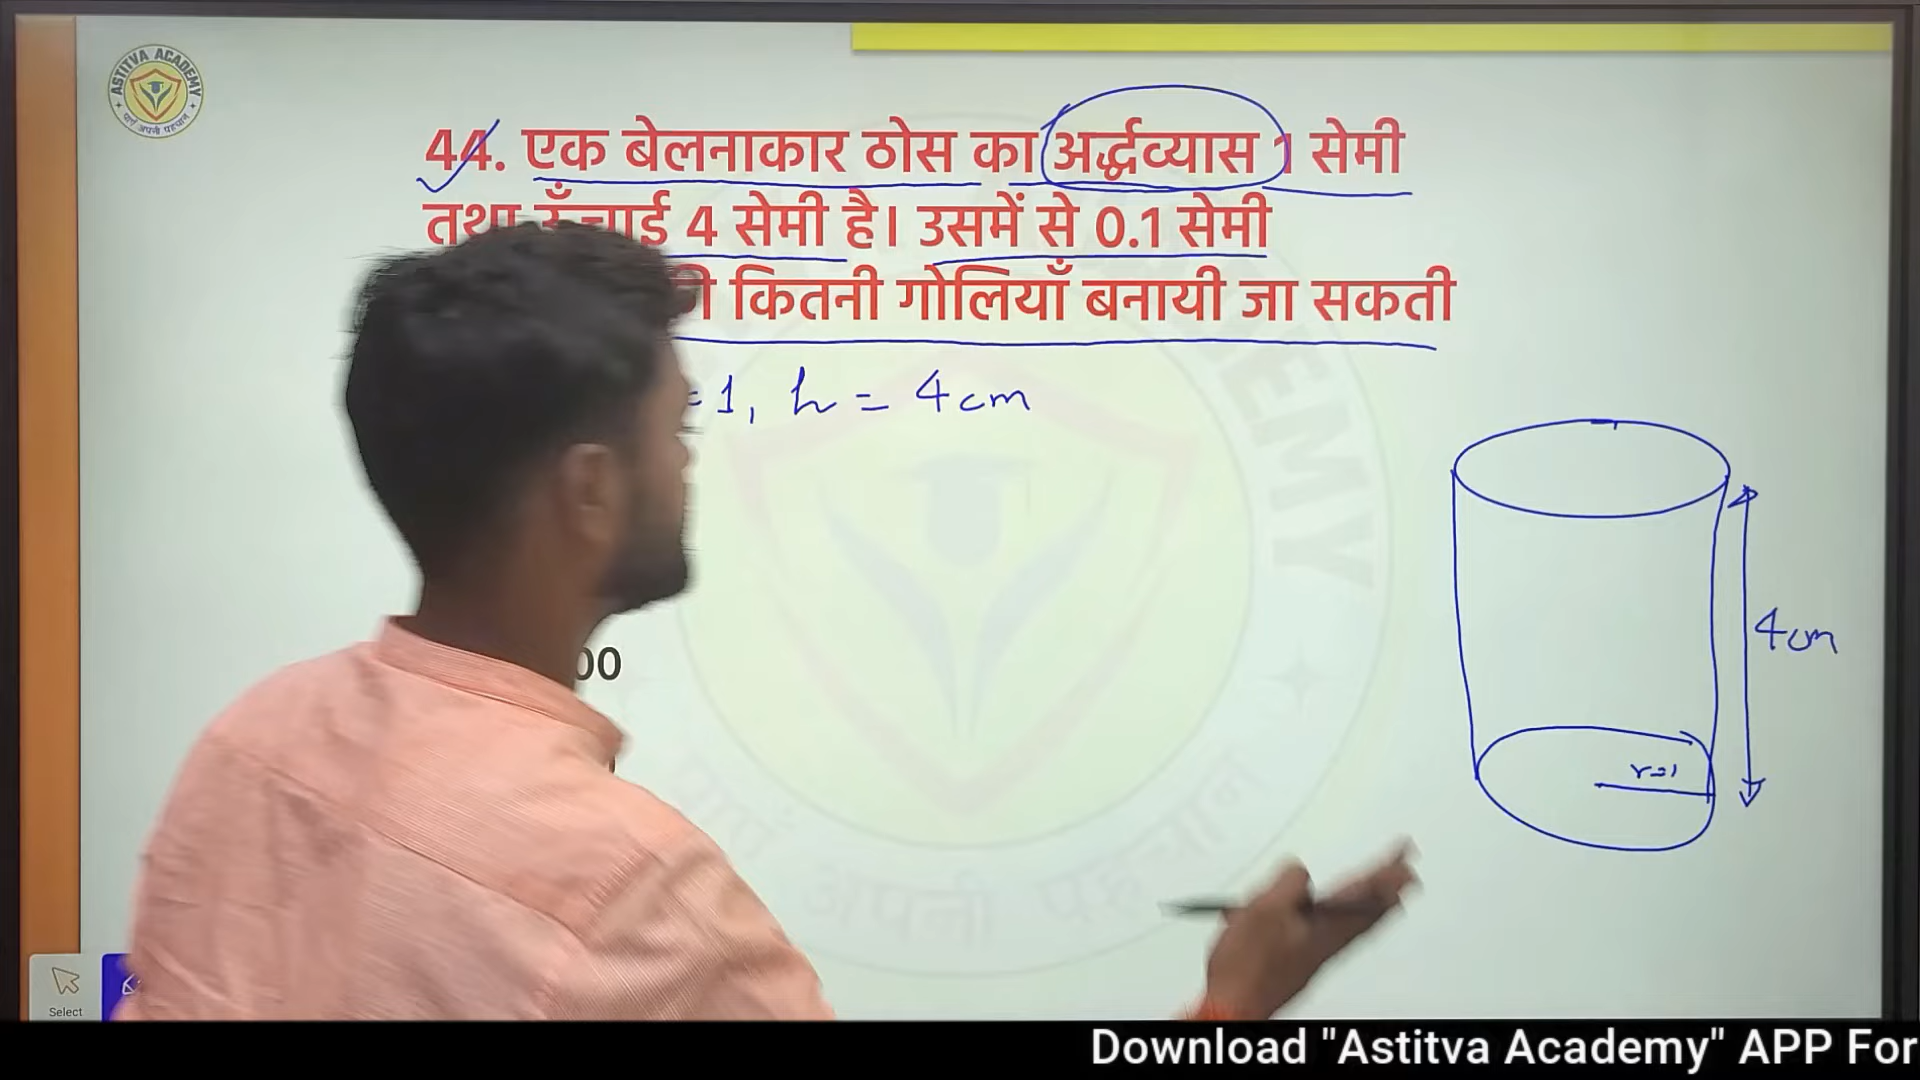 ASTITVA ACADEMY
44. एक बेलनाकार ठोस का अर्द्धव्यास 1 सेमी
तथा ऊँचाई 4 सेमी है। उसमें से 0.1 सेमी
की कितनी गोलियाँ बनायी जा सकती
=1, h = 4cm
4cm
00
r=1
Select
Download "Astitva Academy" APP For